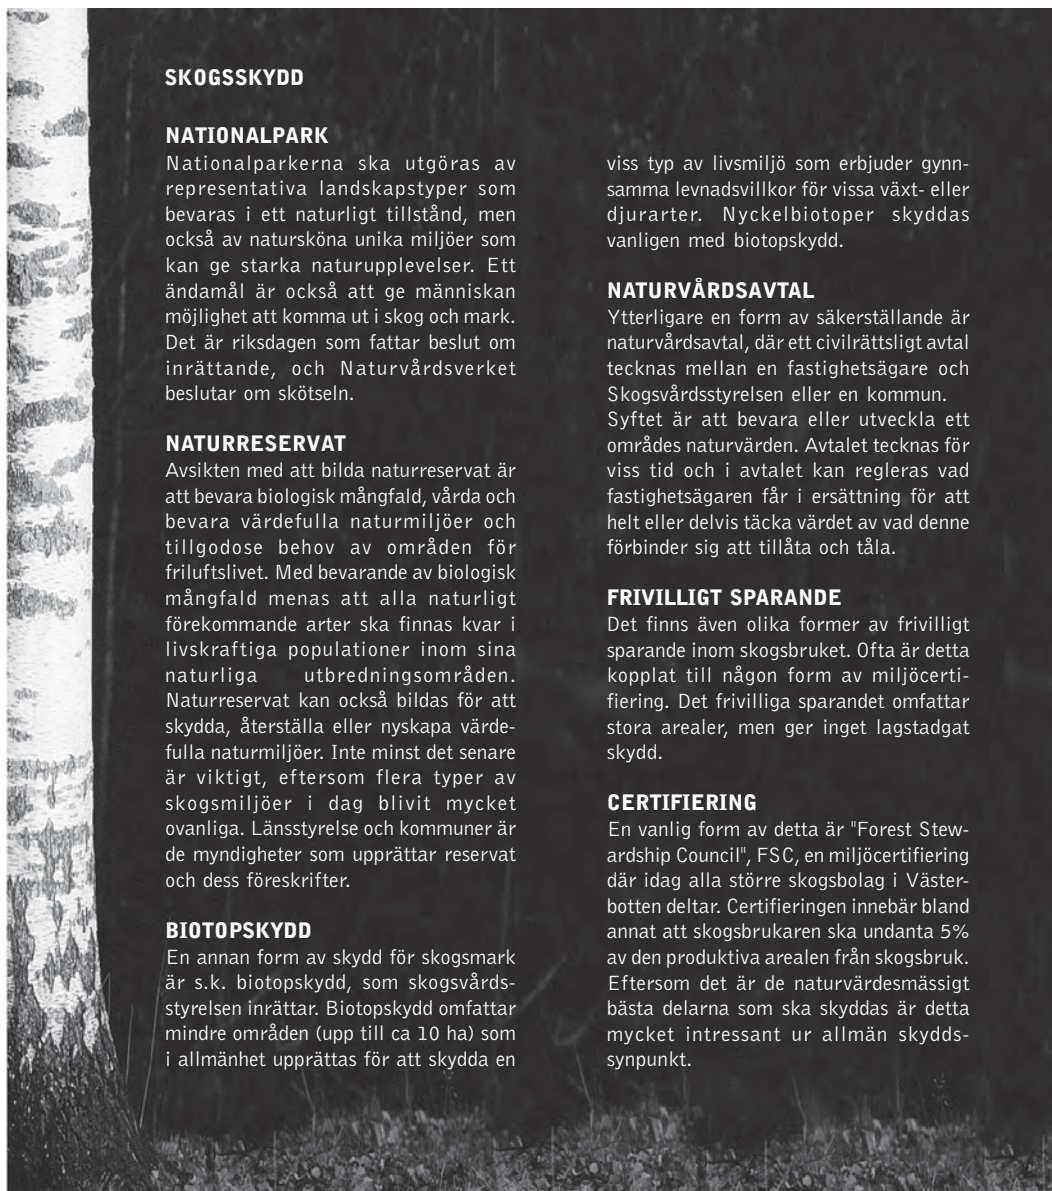 SKOGSSKYDD
NATIONALPARK
Nationalparkerna ska utgöras av
representativa landskapstyper som
bevaras i ett naturligt tillstånd, men
också av natursköna unika miljöer som
kan ge starka naturupplevelser. Ett
ändamål är också att ge människan
möjlighet att komma ut i skog och mark.
Det är riksdagen som fattar beslut om
inrättande, och Naturvårdsverket
beslutar om skötseln.
NATURRESERVAT
Avsikten med att bilda naturreservat är
att bevara biologisk mångfald, vårda och
bevara värdefulla naturmiljöer och
tillgodose behov av områden för
friluftslivet. Med bevarande av biologisk
mångfald menas att alla naturligt
förekommande arter ska finnas kvar i
livskraftiga populationer inom sina
naturliga utbredningsområden.
Naturreservat kan också bildas för att
skydda, återställa eller nyskapa värde-
fulla naturmiljöer. Inte minst det senare
är viktigt, eftersom flera typer av
skogsmiljöer i dag blivit mycket
ovanliga. Länsstyrelse och kommuner är
de myndigheter som upprättar reservat
och dess föreskrifter.
BIOTOPSKYDD
En annan form av skydd för skogsmark
är s.k. biotopskydd, som skogsvårds-
styrelsen inrättar. Biotopskydd omfattar
mindre områden (upp till ca 10 ha) som
i allmänhet upprättas för att skydda en
viss typ av livsmiljö som erbjuder gynn-
samma levnadsvillkor för vissa växt- eller
djurarter. Nyckelbiotoper skyddas
vanligen med biotopskydd.
NATURVÅRDSAVTAL
Ytterligare en form av säkerställande är
naturvårdsavtal, där ett civilrättsligt avtal
tecknas mellan en fastighetsägare och
Skogsvårdsstyrelsen eller en kommun.
Syftet är att bevara eller utveckla ett
områdes naturvärden. Avtalet tecknas för
viss tid och i avtalet kan regleras vad
fastighetsägaren får i ersättning för att
helt eller delvis täcka värdet av vad denne
förbinder sig att tillåta och tåla.
FRIVILLIGT SPARANDE
Det finns även olika former av frivilligt
sparande inom skogsbruket. Ofta är detta
kopplat till någon form av miljöcerti-
fiering. Det frivilliga sparandet omfattar
stora arealer, men ger inget lagstadgat
skydd.
CERTIFIERING
En vanlig form av detta är "Forest Stew-
ardship Council", FSC, en miljöcertifiering
där idag alla större skogsbolag i Väster-
botten deltar. Certifieringen innebär bland
annat att skogsbrukaren ska undanta 5%
av den produktiva arealen från skogsbruk.
Eftersom det är de naturvärdesmässigt
bästa delarna som ska skyddas är detta
mycket intressant ur allmän skydds-
synpunkt.